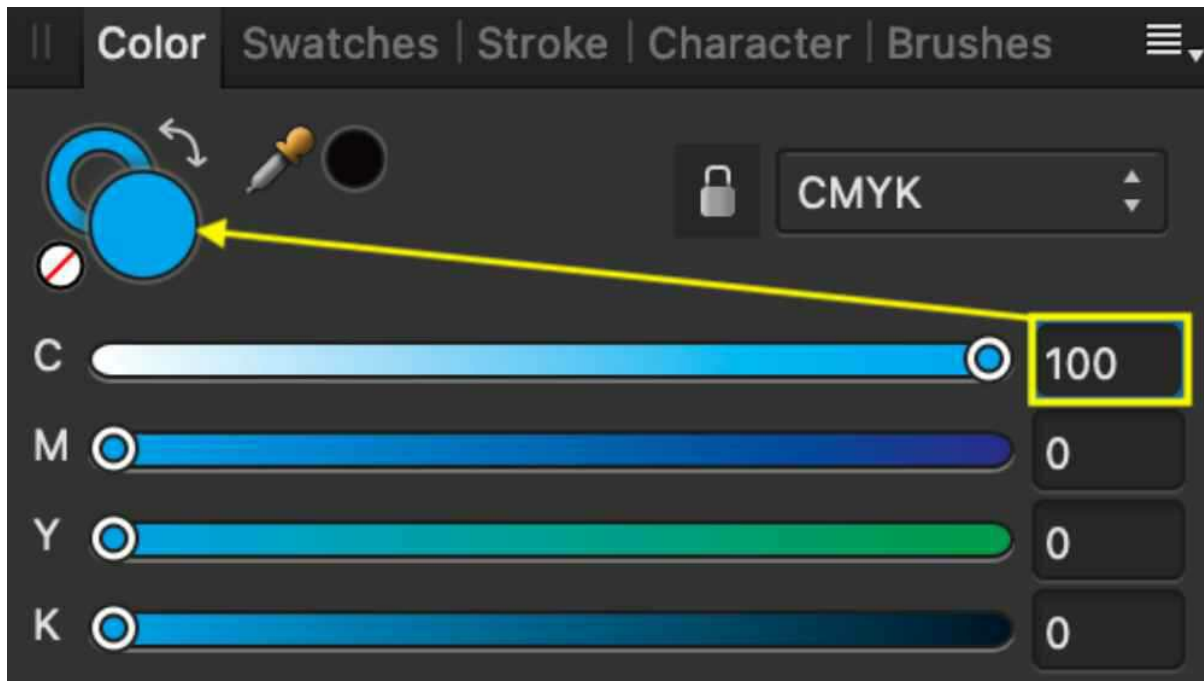 Color Swatches | Stroke | Character | Brushes
CMYK
C 100
M 0
Y 0
K 0